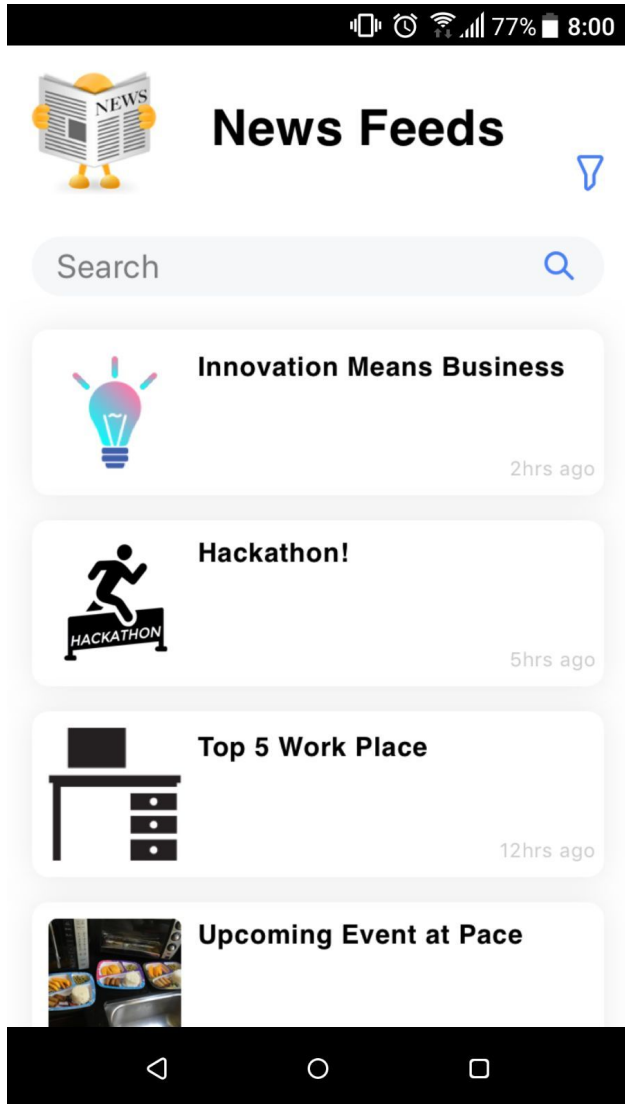 77% 8:00
NEWS
News Feeds
Search
Innovation Means Business
2hrs ago
Hackathon!
HACKATHON
5hrs ago
Top 5 Work Place
12hrs ago
Upcoming Event at Pace